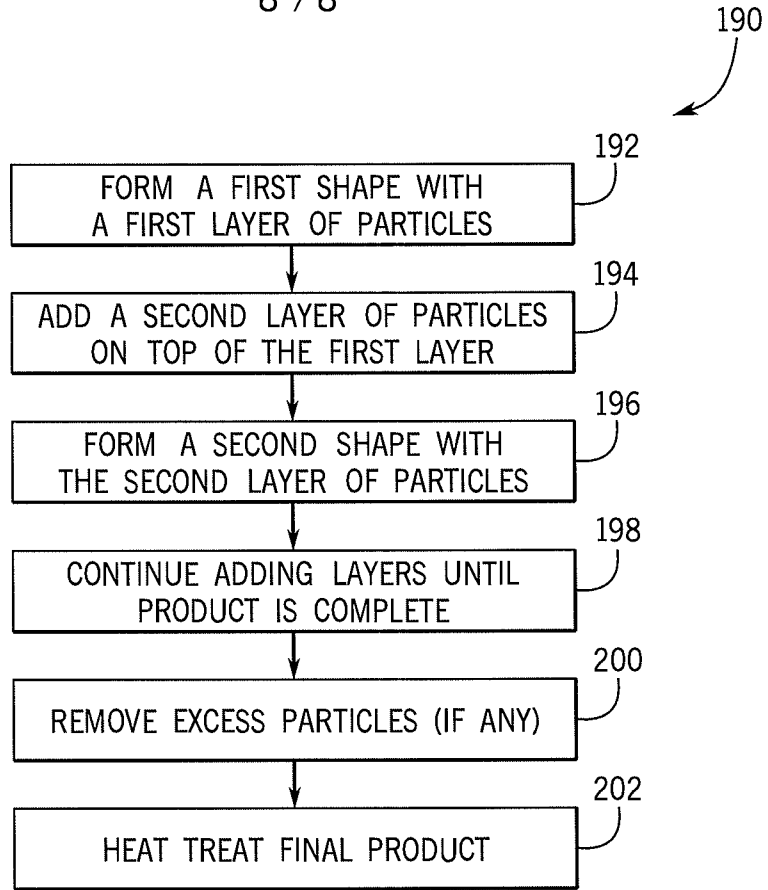 190
192
FORM A FIRST SHAPE WITH
A FIRST LAYER OF PARTICLES
194
ADD A SECOND LAYER OF PARTICLES
ON TOP OF THE FIRST LAYER
196
FORM A SECOND SHAPE WITH
THE SECOND LAYER OF PARTICLES
198
CONTINUE ADDING LAYERS UNTIL
PRODUCT IS COMPLETE
200
REMOVE EXCESS PARTICLES (IF ANY)
202
HEAT TREAT FINAL PRODUCT